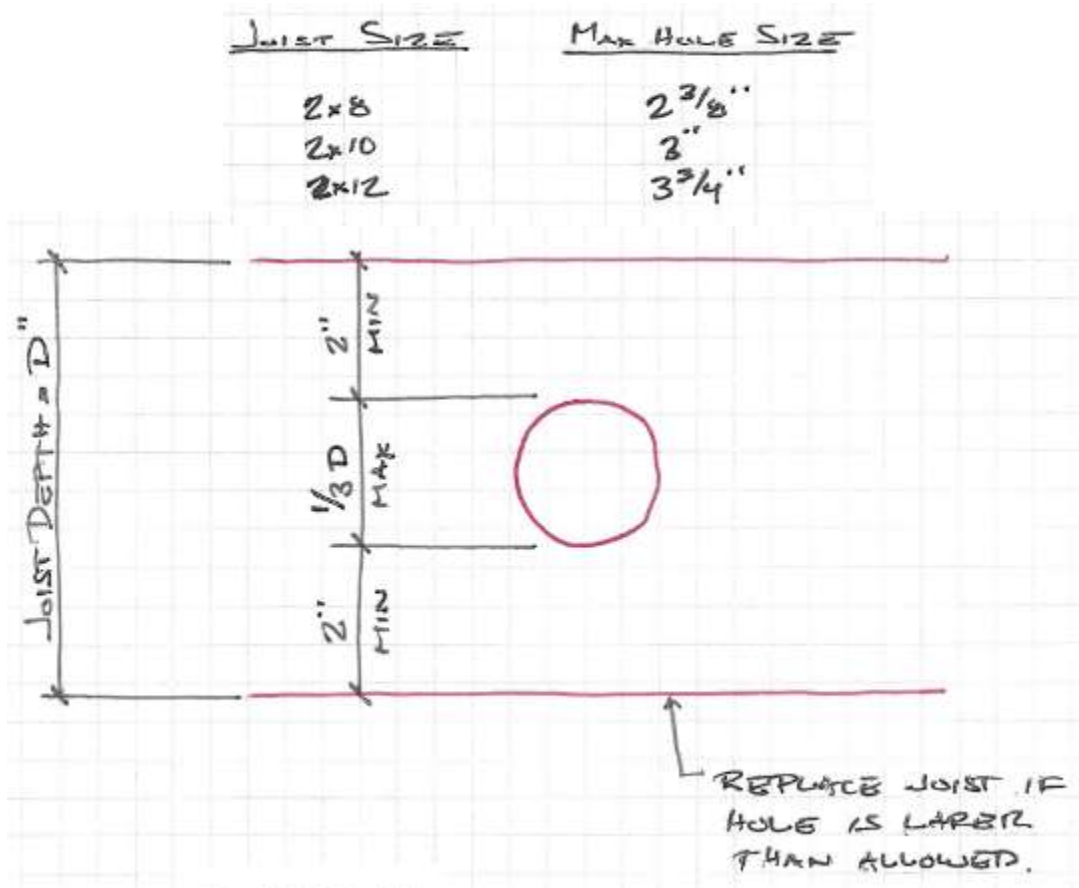 JOIST SIZE MAX HOLE SIZE
2x8 2 3/8"
2x10 3"
2x12 3 3/4"
JOIST DEPTH = D"
2" MIN
1/3 D MAX
2" MIN
REPLACE JOIST IF
HOLE IS LARER
THAN ALLOWED.